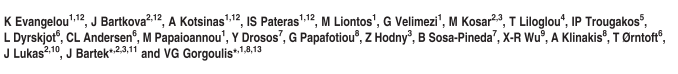 K Evangelou1,12, J Bartkova2,12, A Kotsinas1,12, IS Pateras1,12, M Liontos1, G Velimezi1, M Kosar2,3, T Liloglou4, IP Trougakos5,
L Dyrskjot6, CL Andersen6, M Papaioannou1, Y Drosos7, G Papafotiou8, Z Hodny3, B Sosa-Pineda7, X-R Wu9, A Klinakis8, T Ørntoft6,
J Lukas2,10, J Bartek*,2,3,11 and VG Gorgoulis*,1,8,13